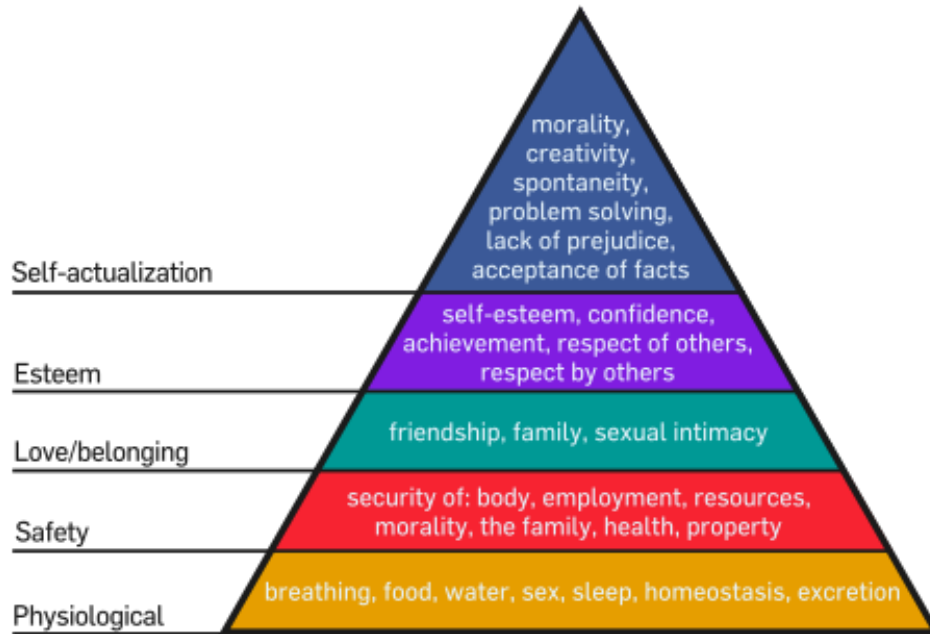 morality,
creativity,
spontaneity,
problem solving,
lack of prejudice,
acceptance of facts
Self-actualization
self-esteem, confidence,
achievement, respect of others,
respect by others
Esteem
friendship, family, sexual intimacy
Love/belonging
security of: body, employment, resources,
morality, the family, health, property
Safety
breathing, food, water, sex, sleep, homeostasis, excretion
Physiological